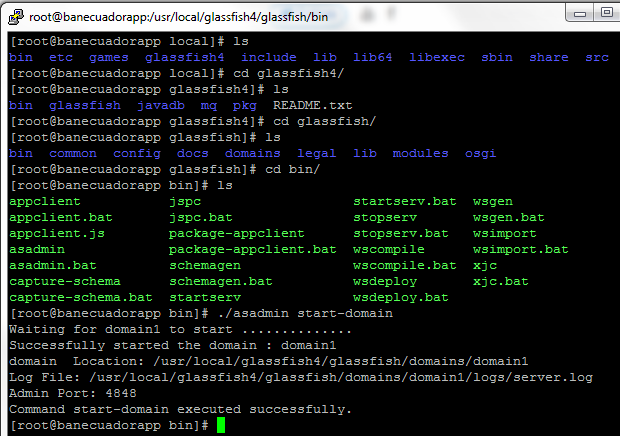 root@banecuadorapp:/usr/local/glassfish4/glassfish/bin
[root@banecuadorapp local]# ls
bin  etc  games  glassfish4  include  lib  lib64  libexec  sbin  share  src
[root@banecuadorapp local]# cd glassfish4/
[root@banecuadorapp glassfish4]# ls
bin  glassfish  javadb  mq  pkg  README.txt
[root@banecuadorapp glassfish4]# cd glassfish/
[root@banecuadorapp glassfish]# ls
bin  common  config  docs  domains  legal  lib  modules  osgi
[root@banecuadorapp glassfish]# cd bin/
[root@banecuadorapp bin]# ls
appclient           jspc                   startserv.bat  wsgen
appclient.bat       jspc.bat               stopserv       wsgen.bat
appclient.js        package-appclient      stopserv.bat   wsimport
asadmin             package-appclient.bat  wscompile      wsimport.bat
asadmin.bat         schemagen              wscompile.bat  xjc
capture-schema      schemagen.bat          wsdeploy       xjc.bat
capture-schema.bat  startserv              wsdeploy.bat
[root@banecuadorapp bin]# ./asadmin start-domain
Waiting for domain1 to start ..............
Successfully started the domain : domain1
domain  Location: /usr/local/glassfish4/glassfish/domains/domain1
Log File: /usr/local/glassfish4/glassfish/domains/domain1/logs/server.log
Admin Port: 4848
Command start-domain executed successfully.
[root@banecuadorapp bin]#